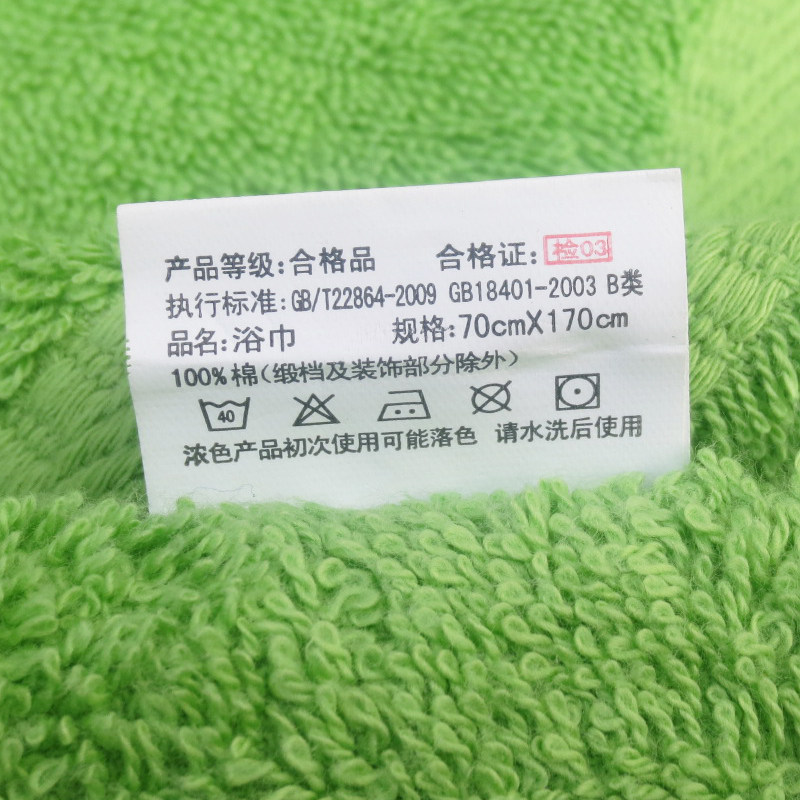 产品等级:合格品 合格证:检03
执行标准:GB/T22864-2009 GB18401-2003 B类
品名:浴巾 规格:70cmX170cm
100%棉(缎档及装饰部分除外)
40
浓色产品初次使用可能落色 请水洗后使用